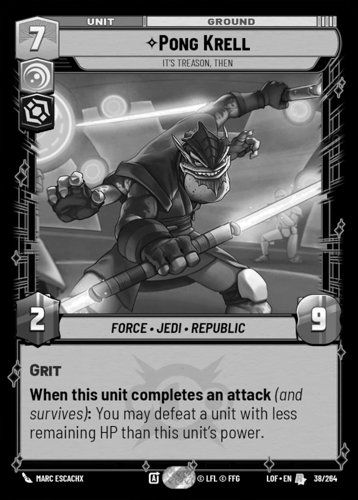 UNIT
GROUND
7
✧Pong Krell
IT'S TREASON, THEN
2
9
FORCE • JEDI • REPUBLIC
GRIT
When this unit completes an attack (and
survives): You may defeat a unit with less
remaining HP than this unit's power.
MARC ESCACHX
© LFL © FFG
LOF • EN
38/264